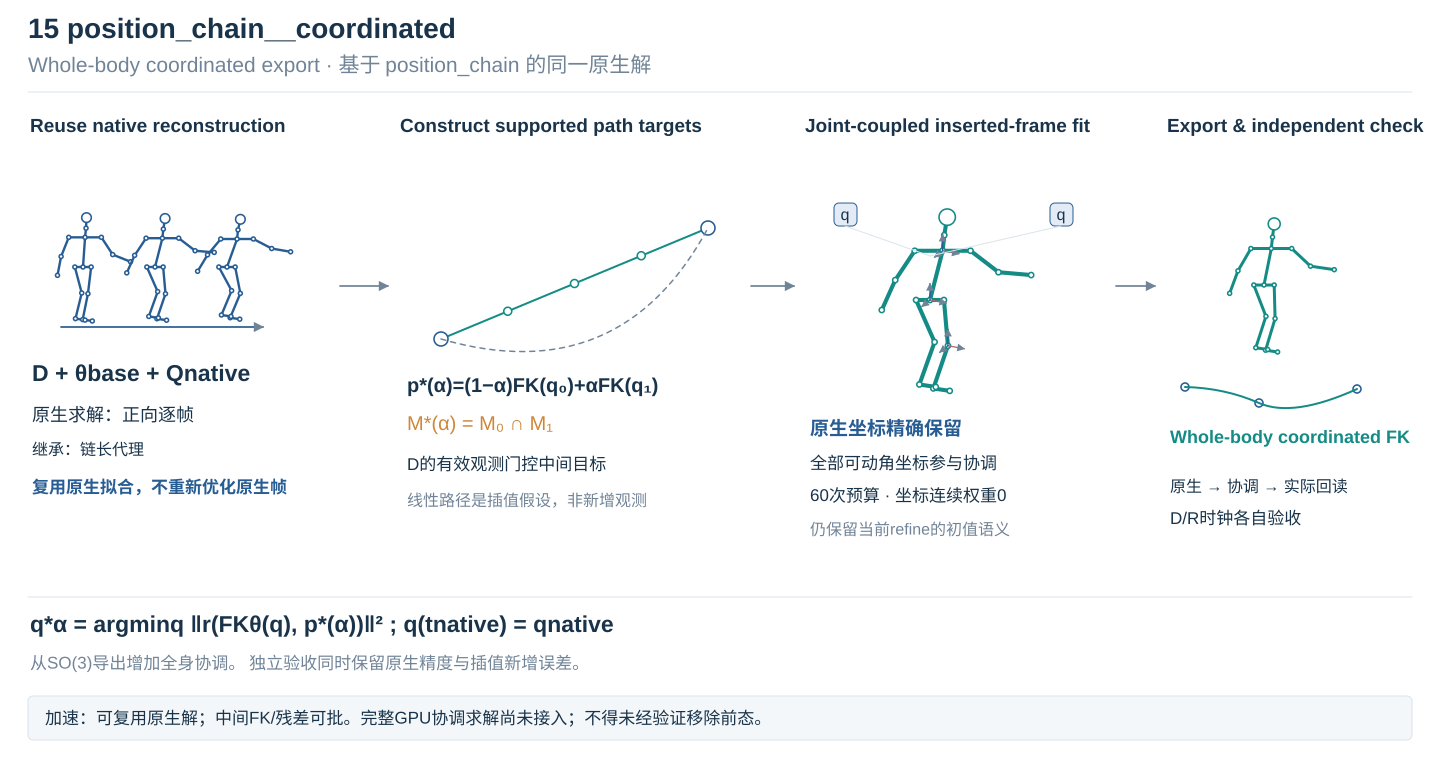 15 position_chain__coordinated
Whole-body coordinated export · 基于 position_chain 的同一原生解
Reuse native reconstruction
D + θbase + Qnative
原生求解：正向逐帧
继承：链长代理
复用原生拟合，不重新优化原生帧
Construct supported path targets
p*(α)=(1−α)FK(q₀)+αFK(q₁)
M*(α) = M₀ ∩ M₁
D的有效观测门控中间目标
线性路径是插值假设，非新增观测
Joint-coupled inserted-frame fit
q
q
原生坐标精确保留
全部可动角坐标参与协调
60次预算 · 坐标连续权重0
仍保留当前refine的初值语义
Export & independent check
Whole-body coordinated FK
原生 → 协调 → 实际回读
D/R时钟各自验收
q*α = argminq ‖r(FKθ(q), p*(α))‖² ; q(tnative) = qnative
从SO(3)导出增加全身协调。 独立验收同时保留原生精度与插值新增误差。
加速：可复用原生解；中间FK/残差可批。完整GPU协调求解尚未接入；不得未经验证移除前态。